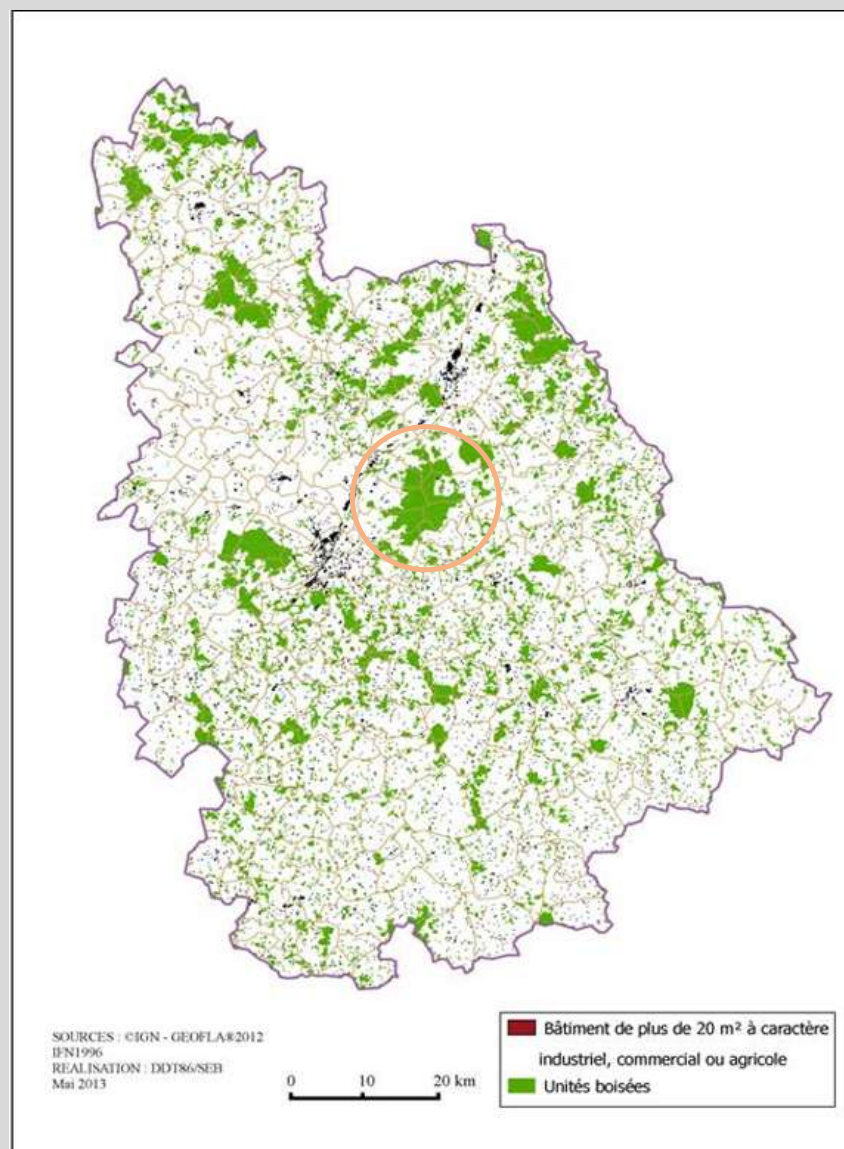 SOURCES : ©IGN - GEOFLA®2012
IFN1996
REALISATION : DDT86/SEB
Mai 2013
0 10 20 km
Bâtiment de plus de 20 m² à caractère
industriel, commercial ou agricole
Unités boisées